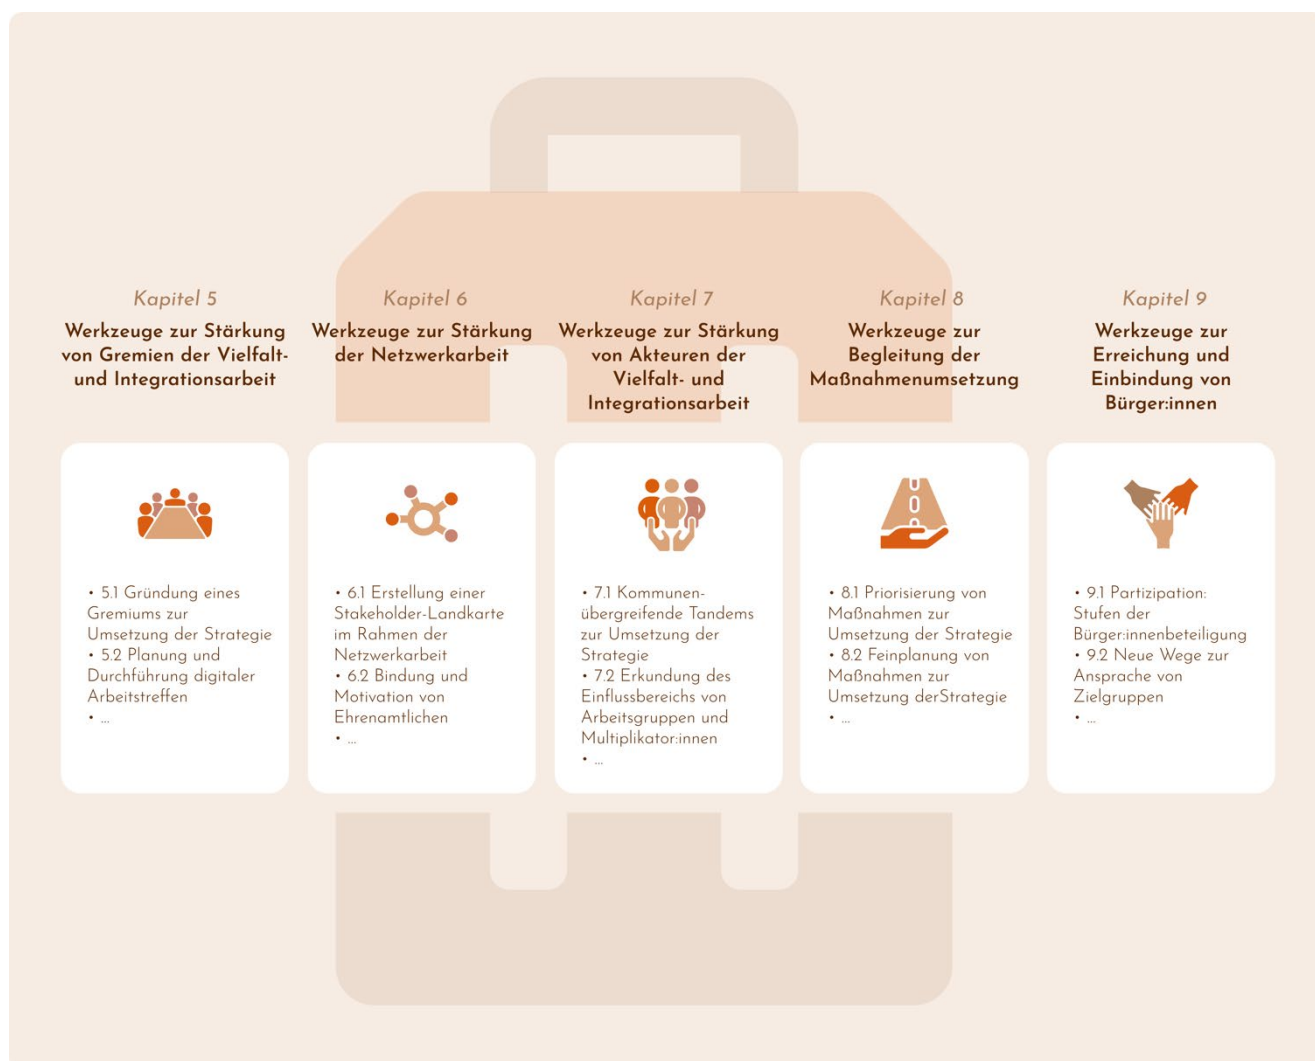 Kapitel 5
Werkzeuge zur Stärkung
von Gremien der Vielfalt-
und Integrationsarbeit
• 5.1 Gründung eines
Gremiums zur
Umsetzung der Strategie
• 5.2 Planung und
Durchführung digitaler
Arbeitstreffen
• ...
Kapitel 6
Werkzeuge zur Stärkung
der Netzwerkarbeit
• 6.1 Erstellung einer
Stakeholder-Landkarte
im Rahmen der
Netzwerkarbeit
• 6.2 Bindung und
Motivation von
Ehrenamtlichen
• ...
Kapitel 7
Werkzeuge zur Stärkung
von Akteuren der
Vielfalt- und
Integrationsarbeit
• 7.1 Kommunen-
übergreifende Tandems
zur Umsetzung der
Strategie
• 7.2 Erkundung des
Einflussbereichs von
Arbeitsgruppen und
Multiplikator:innen
• ...
Kapitel 8
Werkzeuge zur
Begleitung der
Maßnahmenumsetzung
• 8.1 Priorisierung von
Maßnahmen zur
Umsetzung der Strategie
• 8.2 Feinplanung von
Maßnahmen zur
Umsetzung derStrategie
• ...
Kapitel 9
Werkzeuge zur
Erreichung und
Einbindung von
Bürger:innen
• 9.1 Partizipation:
Stufen der
Bürger:innenbeteiligung
• 9.2 Neue Wege zur
Ansprache von
Zielgruppen
• ...